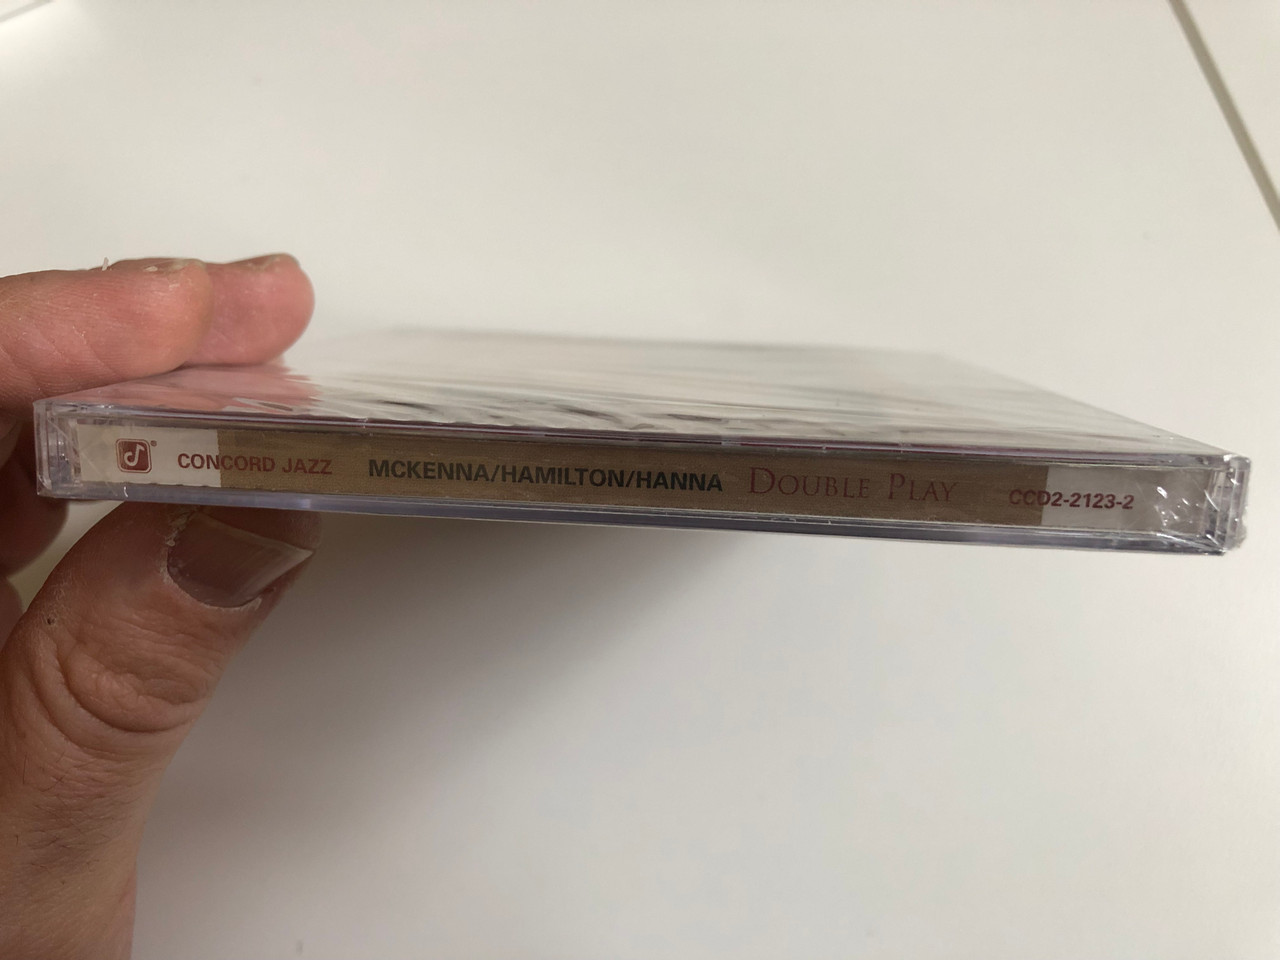 CONCORD JAZZ MCKENNA/HAMILTON/HANNA DOUBLE PLAY CCD2-2123-2